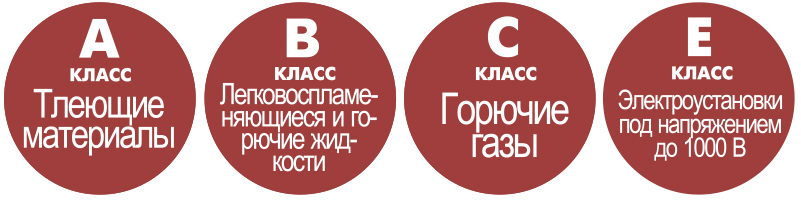 А
КЛАСС
Тлеющие
материалы
В
КЛАСС
Легковоспламе-
няющиеся и го-
рючие жид-
кости
С
КЛАСС
Горючие
газы
Е
КЛАСС
Электроустановки
под напряжением
до 1000 В